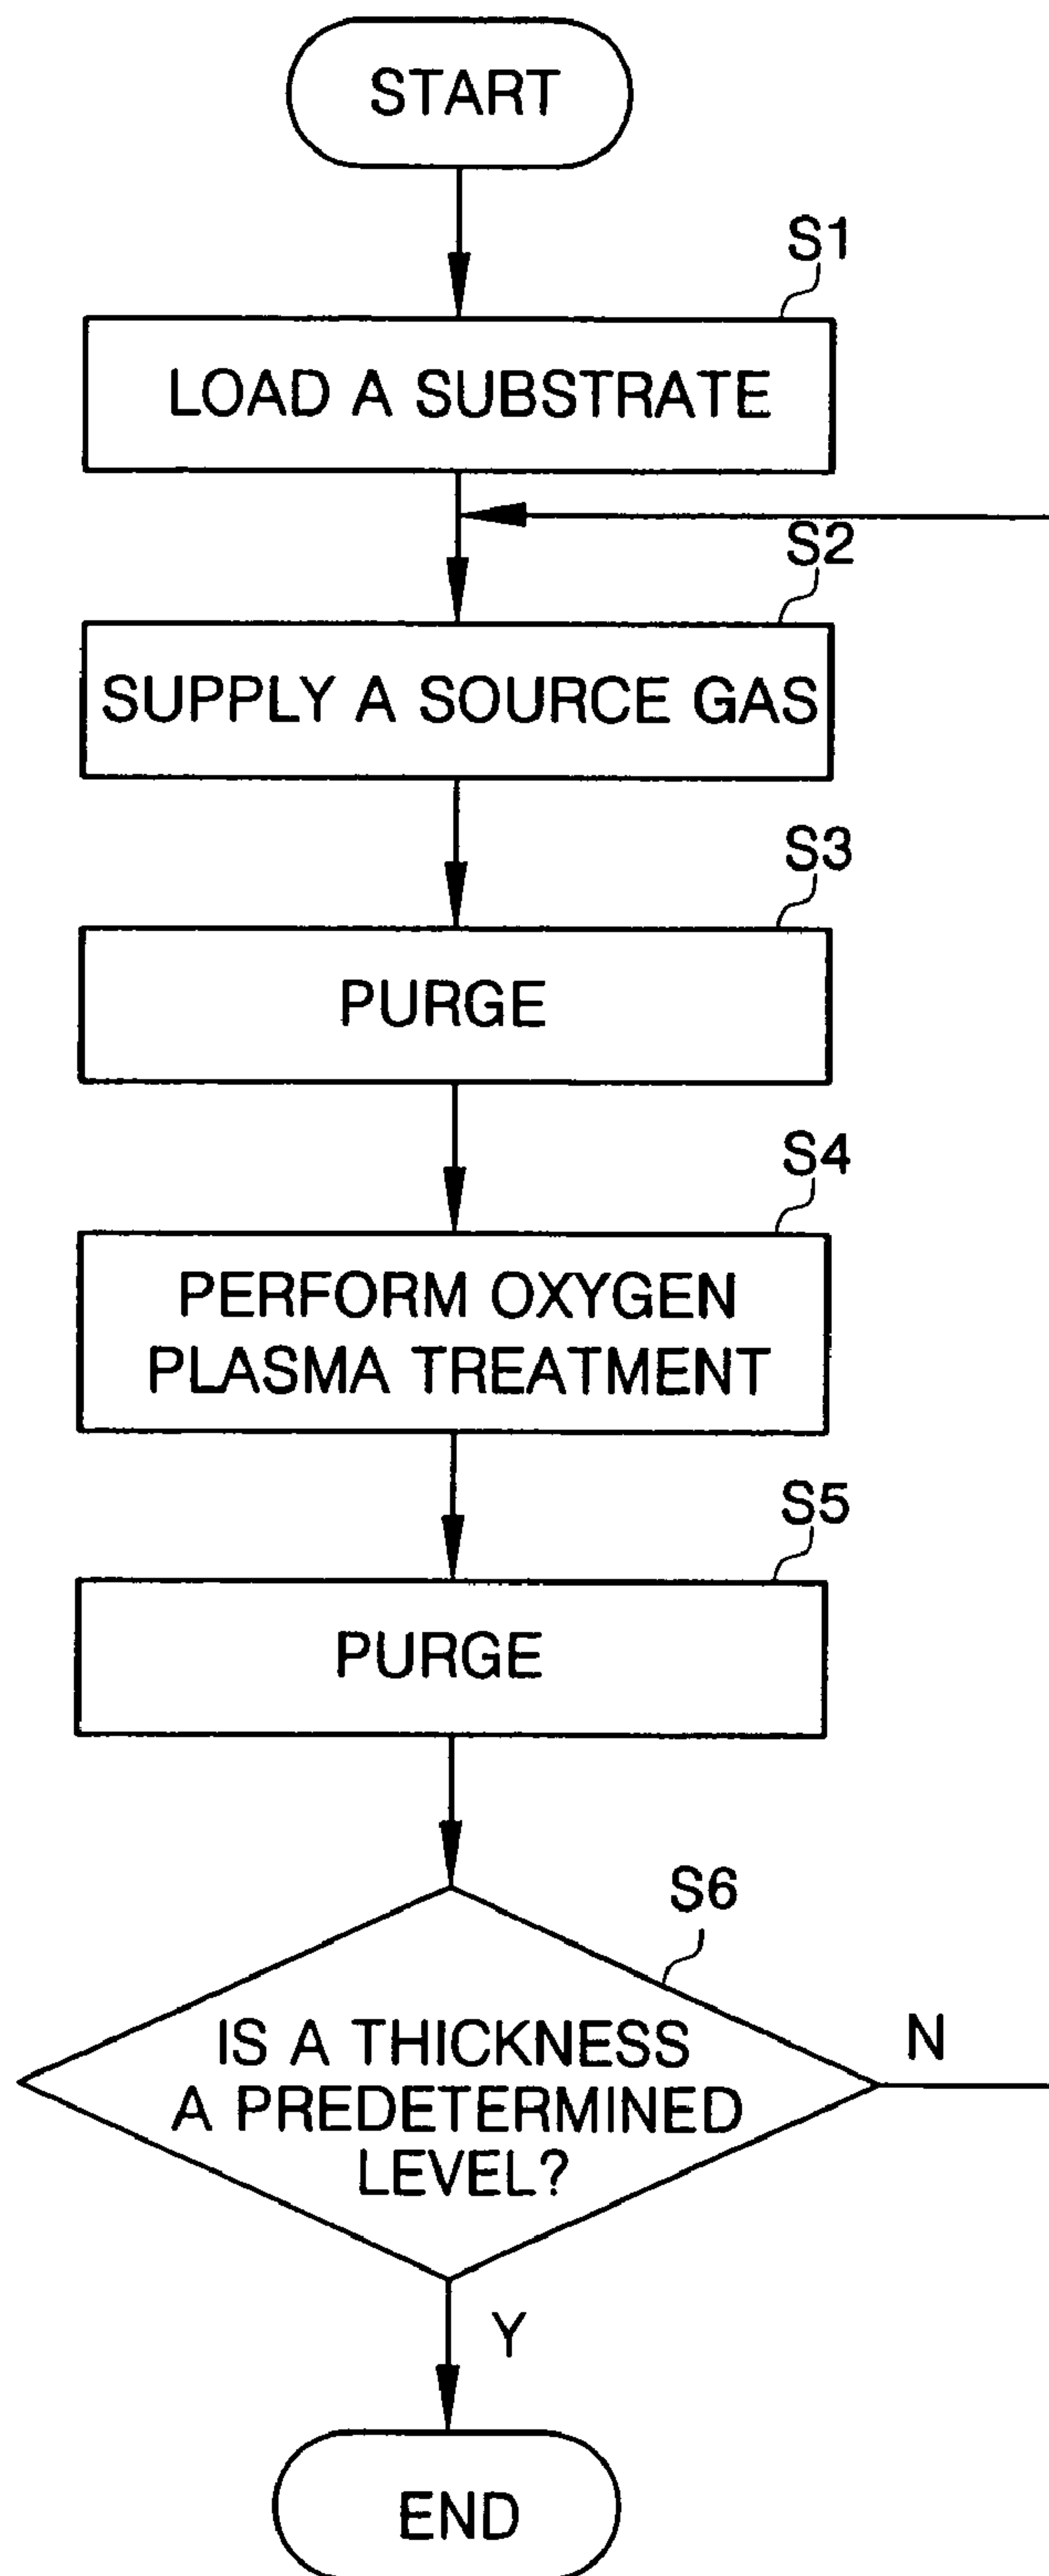 START
S1
LOAD A SUBSTRATE
S2
SUPPLY A SOURCE GAS
S3
PURGE
S4
PERFORM OXYGEN
PLASMA TREATMENT
S5
PURGE
S6
IS A THICKNESS
A PREDETERMINED
LEVEL?
N
Y
END